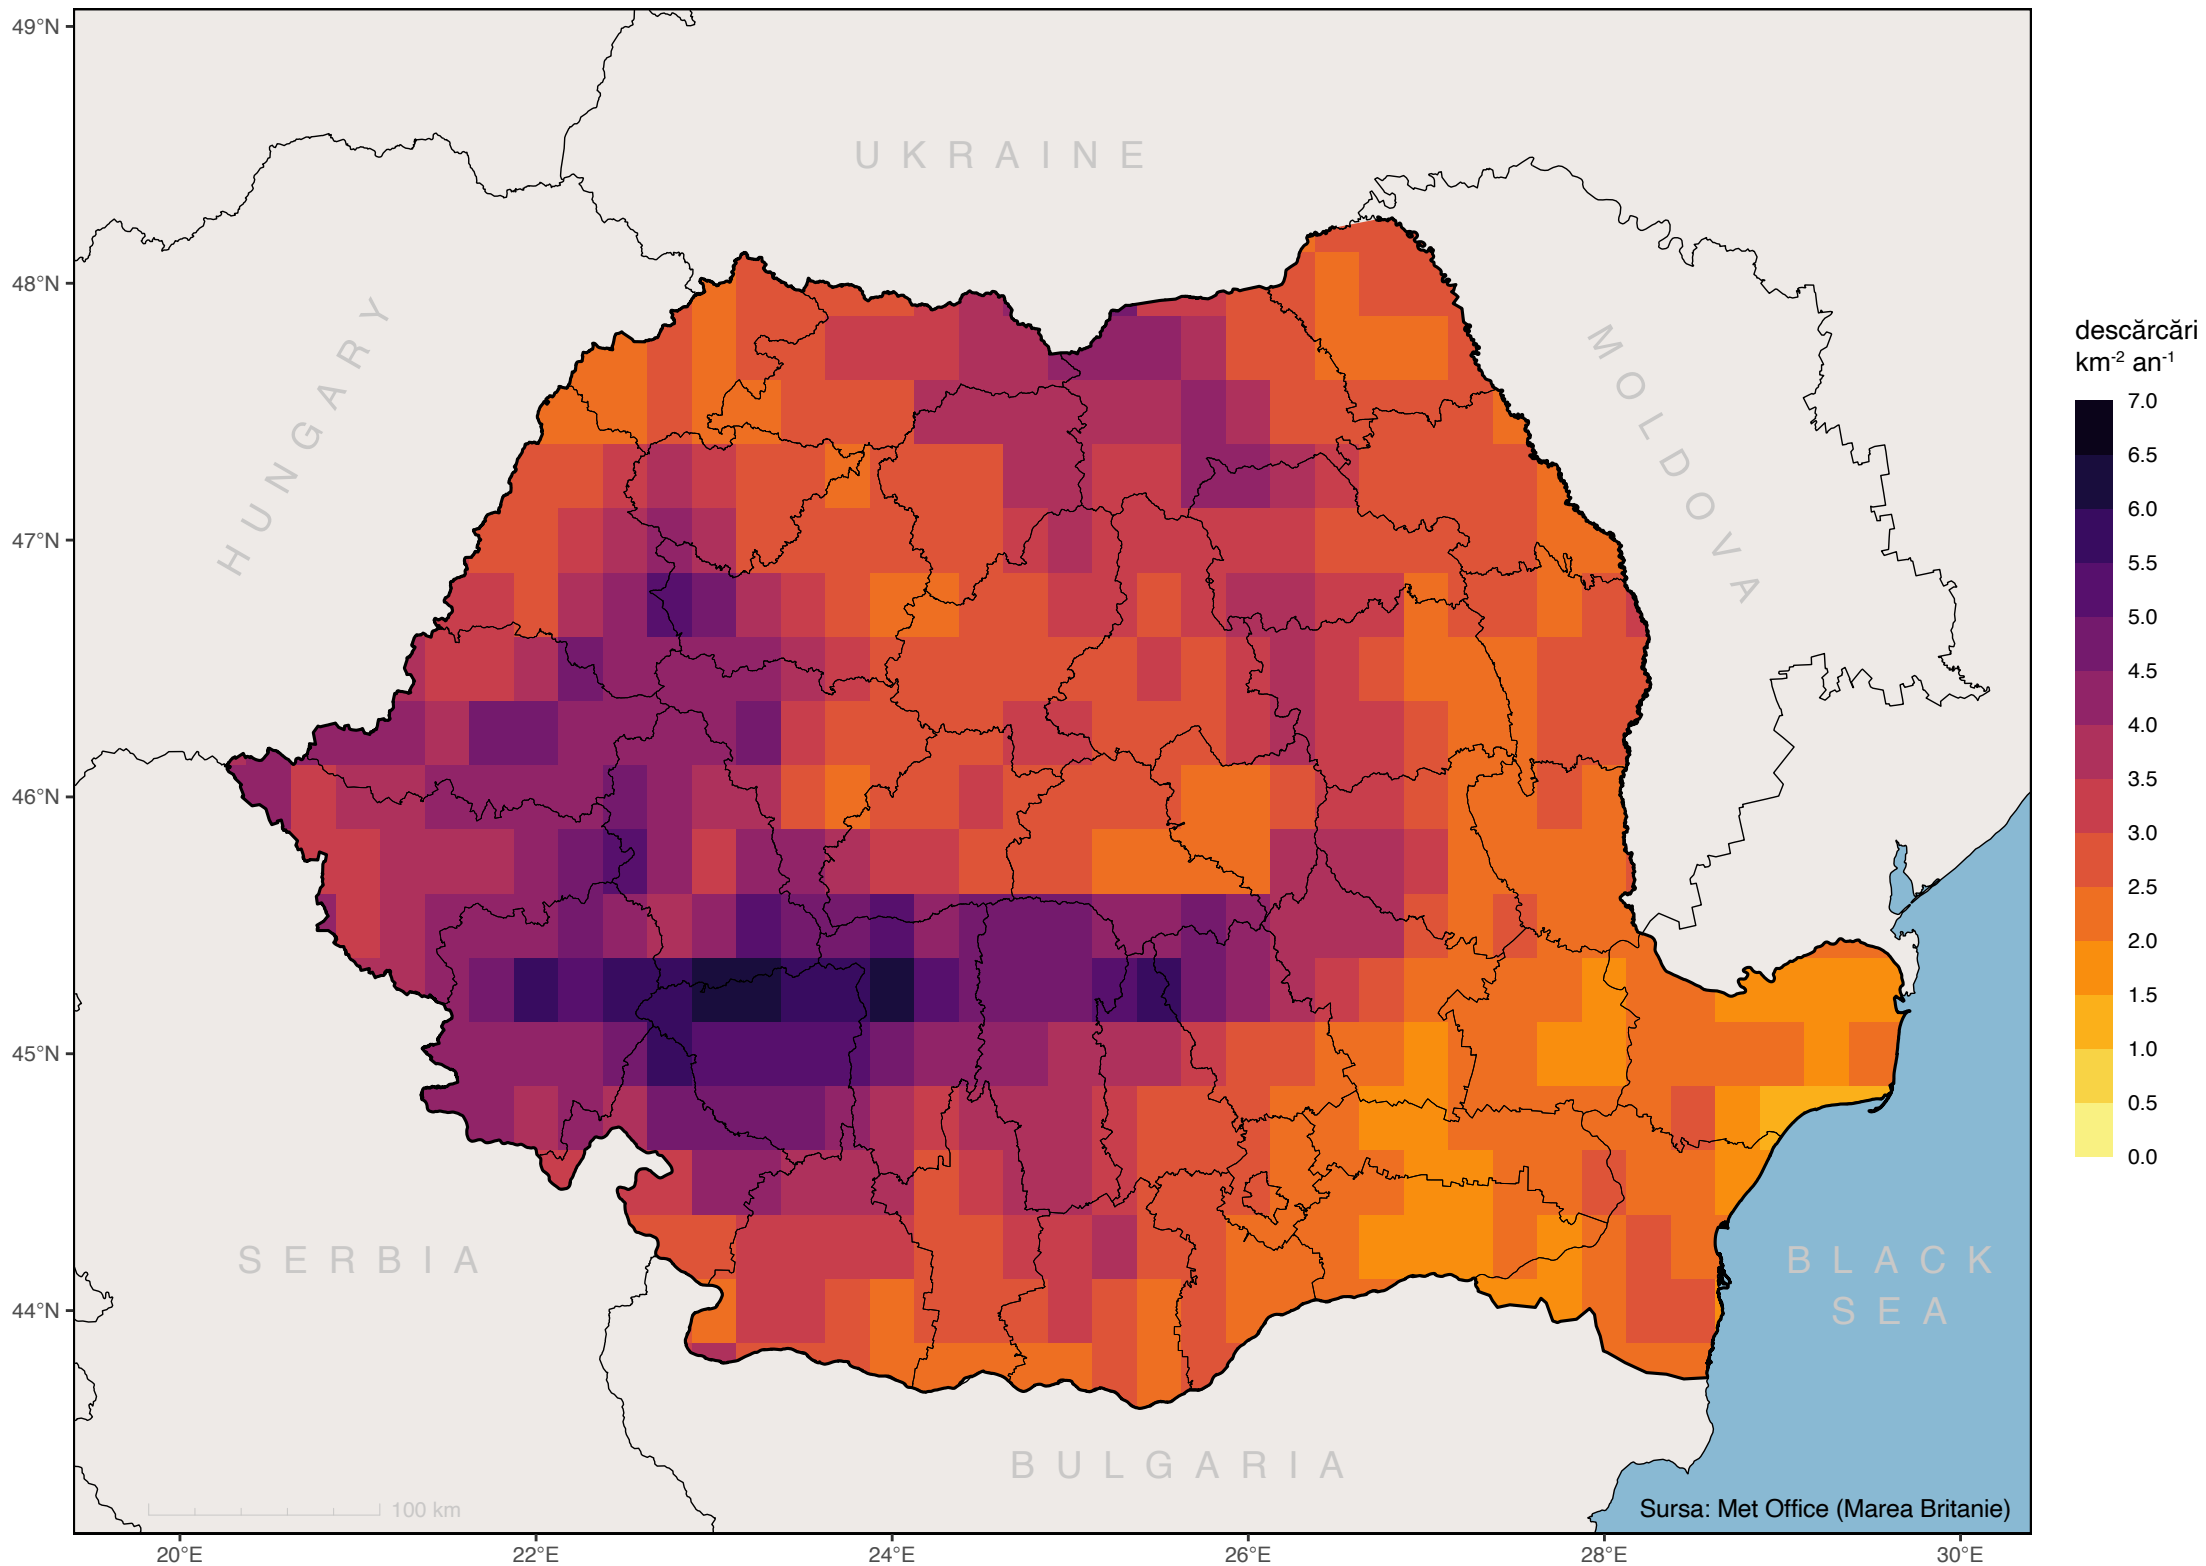 49°N
48°N
47°N
46°N
45°N
44°N
20°E
22°E
24°E
26°E
28°E
30°E
UKRAINE
HUNGARY
MOLDOVA
SERBIA
BULGARIA
BLACK
SEA
100 km
Sursa: Met Office (Marea Britanie)
descărcări
km⁻² an⁻¹
7.0
6.5
6.0
5.5
5.0
4.5
4.0
3.5
3.0
2.5
2.0
1.5
1.0
0.5
0.0